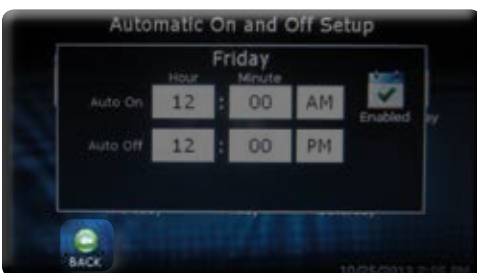 Automatic On and Off Setup
Friday
Hour Minute
Auto On 12 : 00 AM
Enabled
Auto Off 12 : 00 PM
BACK